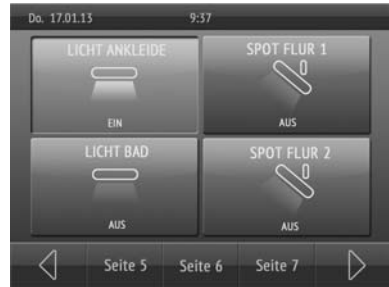 Do. 17.01.13 9:37
LICHT ANKLEIDE
EIN
SPOT FLUR 1
AUS
LICHT BAD
AUS
SPOT FLUR 2
AUS
Seite 5 Seite 6 Seite 7